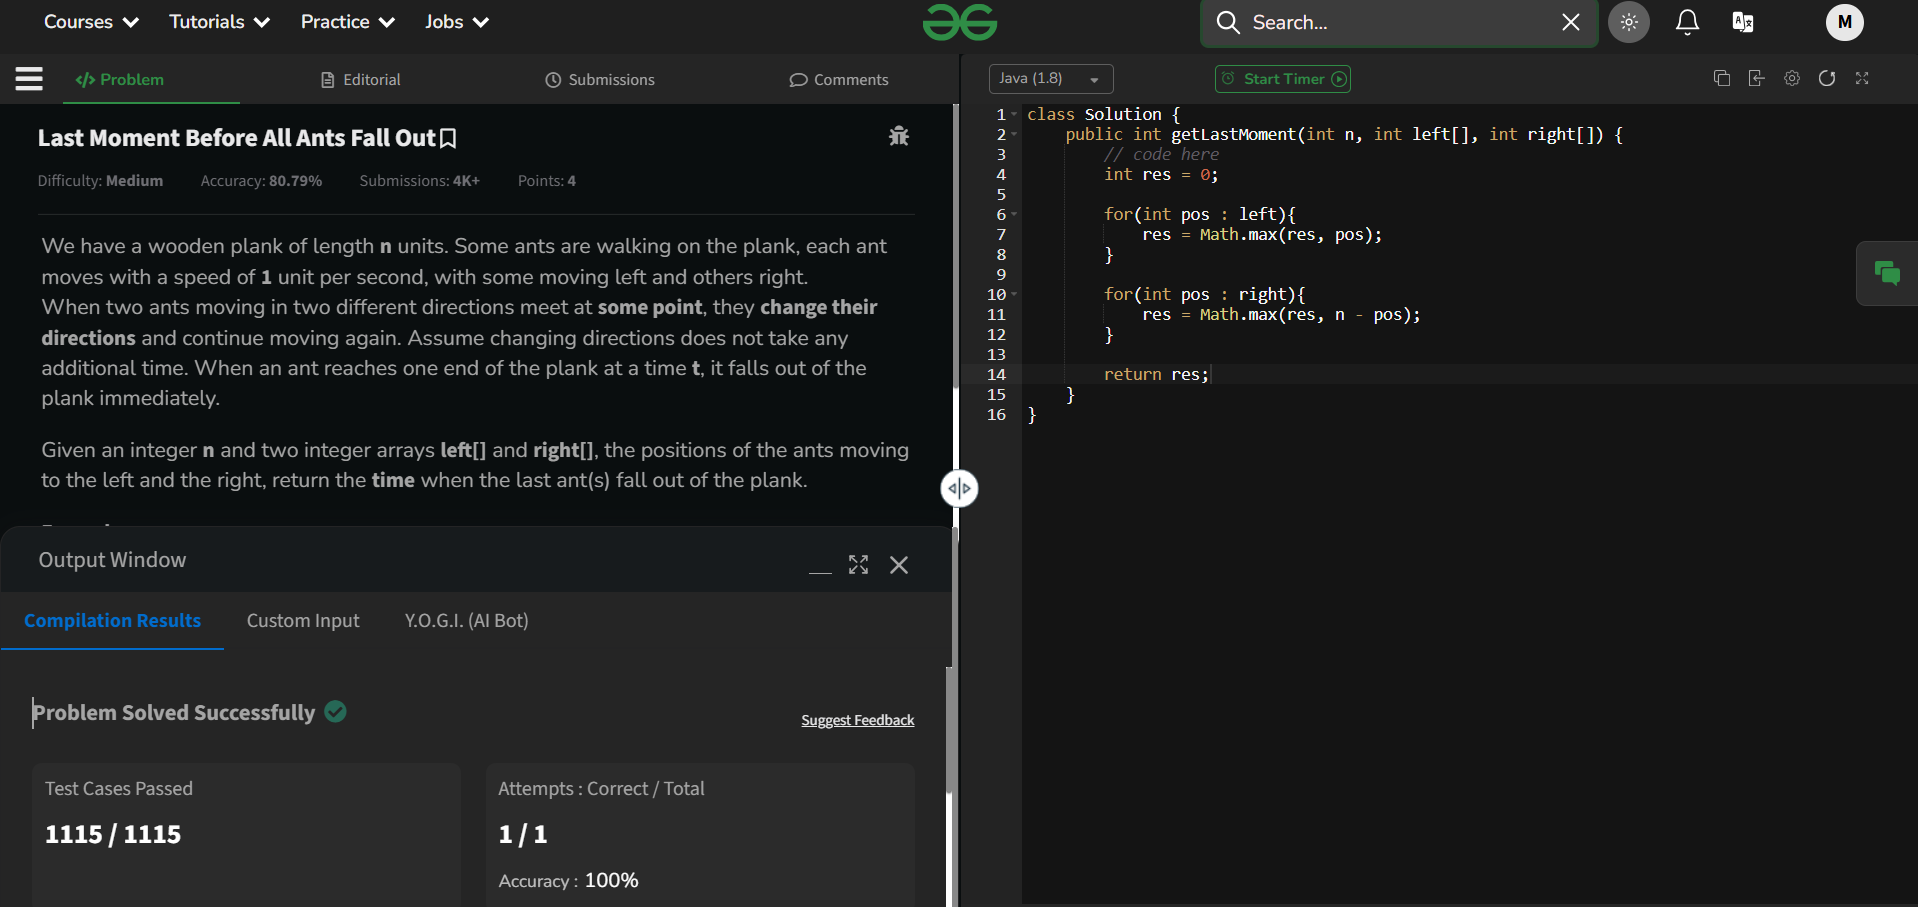 Courses Tutorials Practice Jobs Search... M
Problem Editorial Submissions Comments
Last Moment Before All Ants Fall Out
Difficulty: Medium Accuracy: 80.79% Submissions: 4K+ Points: 4
We have a wooden plank of length n units. Some ants are walking on the plank, each ant
moves with a speed of 1 unit per second, with some moving left and others right.
When two ants moving in two different directions meet at some point, they change their
directions and continue moving again. Assume changing directions does not take any
additional time. When an ant reaches one end of the plank at a time t, it falls out of the
plank immediately.
Given an integer n and two integer arrays left[] and right[], the positions of the ants moving
to the left and the right, return the time when the last ant(s) fall out of the plank.
Output Window
Compilation Results Custom Input Y.O.G.I. (AI Bot)
Problem Solved Successfully
Suggest Feedback
Test Cases Passed
1115 / 1115
Attempts : Correct / Total
1 / 1
Accuracy : 100%
Java (1.8) Start Timer
1 class Solution {
2 public int getLastMoment(int n, int left[], int right[]) {
3 // code here
4 int res = 0;
5
6 for(int pos : left){
7 res = Math.max(res, pos);
8 }
9
10 for(int pos : right){
11 res = Math.max(res, n - pos);
12 }
13
14 return res;
15 }
16 }